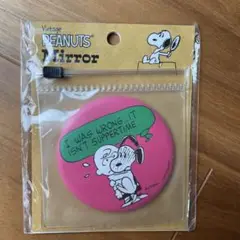 Vintage
PEANUTS
Mirror
I WAS WRONG, IT
ISN'T SUPPERTIME